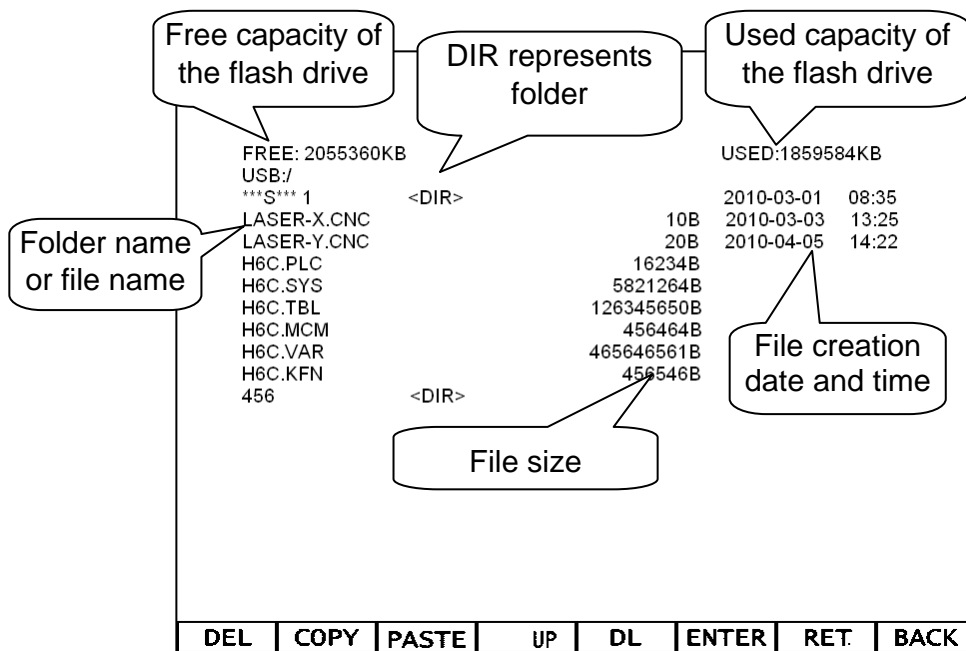 Free capacity of
the flash drive
DIR represents
folder
Used capacity of
the flash drive
FREE: 2055360KB USED:1859584KB
USB:/
***S*** 1 <DIR> 2010-03-01 08:35
LASER-X.CNC 10B 2010-03-03 13:25
LASER-Y.CNC 20B 2010-04-05 14:22
H6C.PLC 16234B
H6C.SYS 5821264B
H6C.TBL 126345650B
H6C.MCM 456464B
H6C.VAR 465646561B
H6C.KFN 456546B
456 <DIR>
Folder name
or file name
File creation
date and time
File size
DEL COPY PASTE UP DL ENTER RET. BACK